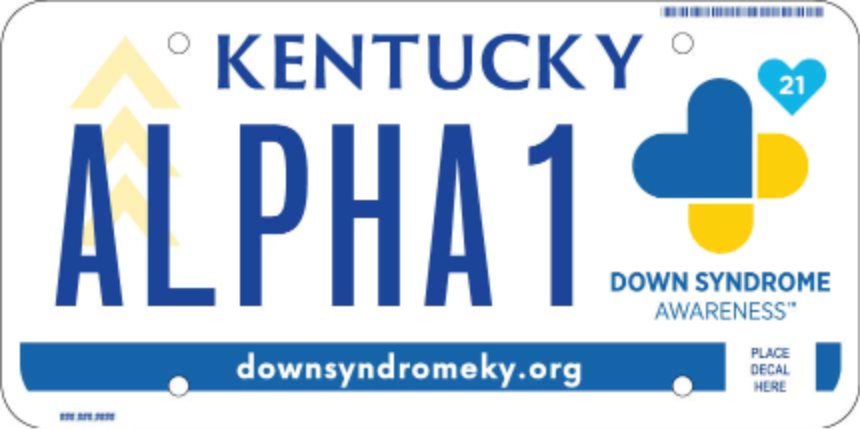 KENTUCKY
21
ALPHA1
DOWN SYNDROME
AWARENESS™
downsyndromeky.org
PLACE
DECAL
HERE